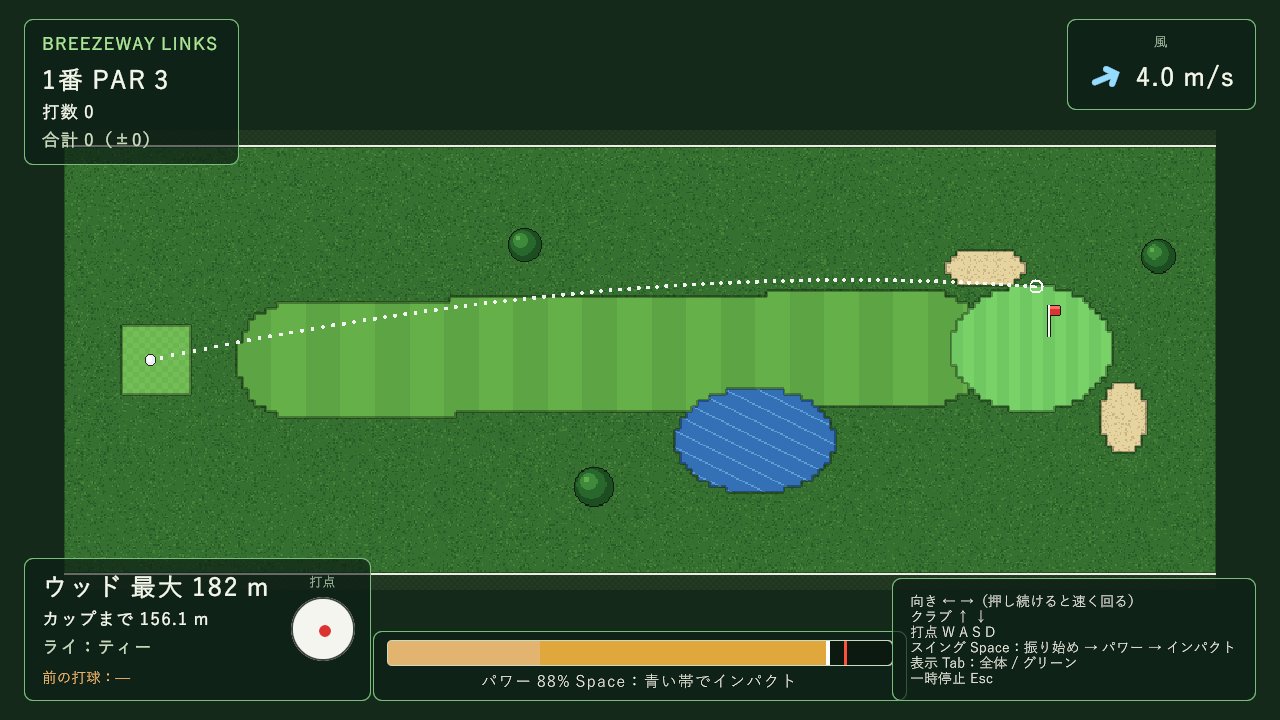 BREEZEWAY LINKS
1番 PAR 3
打数 0
合計 0 (±0)
風
4.0 m/s
ウッド 最大 182 m
打点
カップまで 156.1 m
ライ：ティー
前の打球：—
パワー 88% Space：青い帯でインパクト
向き ← →（押し続けると速く回る）
クラブ ↑ ↓
打点 W A S D
スイング Space：振り始め → パワー → インパクト
表示 Tab：全体 / グリーン
一時停止 Esc